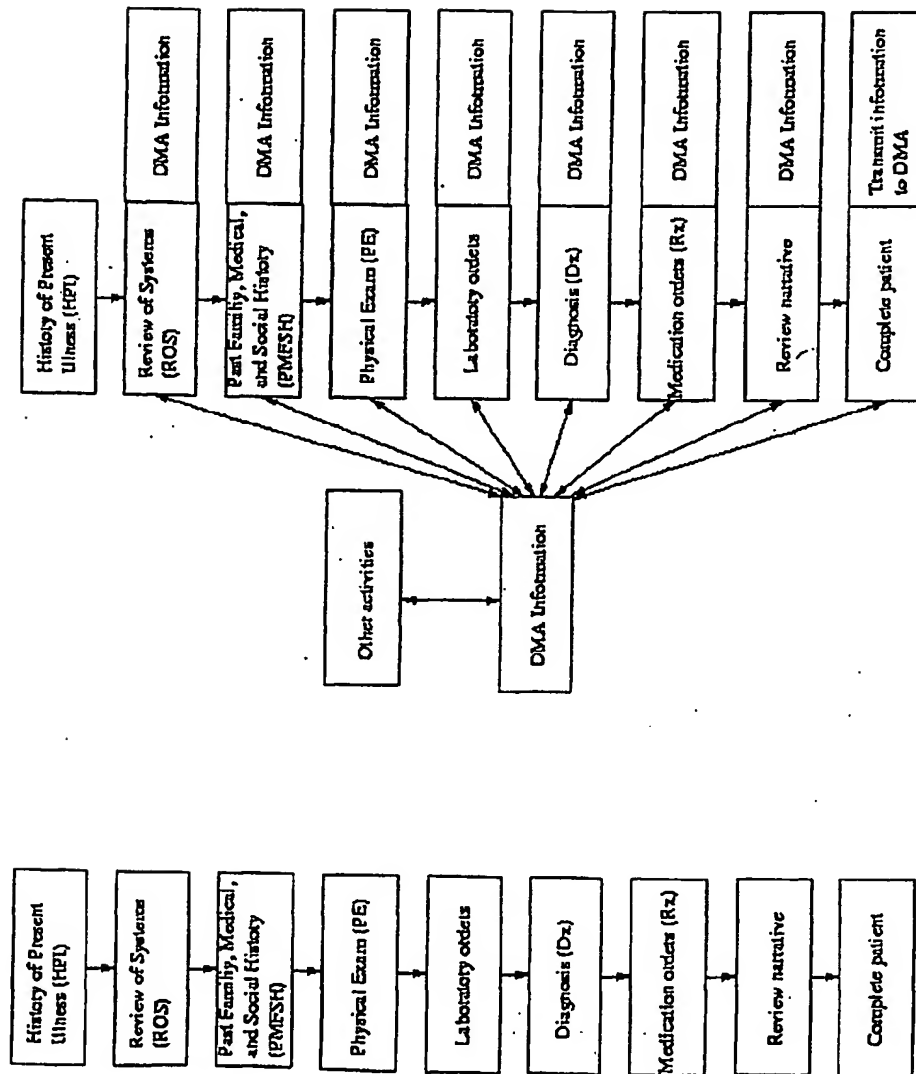 History of Present
Illness (HPI)
Review of Systems
(ROS)
DMA Information
Past Family, Medical,
and Social History
(PMFSH)
DMA Information
Physical Exam (PE)
DMA Information
Laboratory orders
DMA Information
Diagnosis (Dx)
DMA Information
Medication orders (Rx)
DMA Information
Review narrative
DMA Information
Complete patient
Transmit information
to DMA
Other activities
DMA Information
History of Present
Illness (HPI)
Review of Systems
(ROS)
Past Family, Medical,
and Social History
(PMFSH)
Physical Exam (PE)
Laboratory orders
Diagnosis (Dx)
Medication orders (Rx)
Review narrative
Complete patient